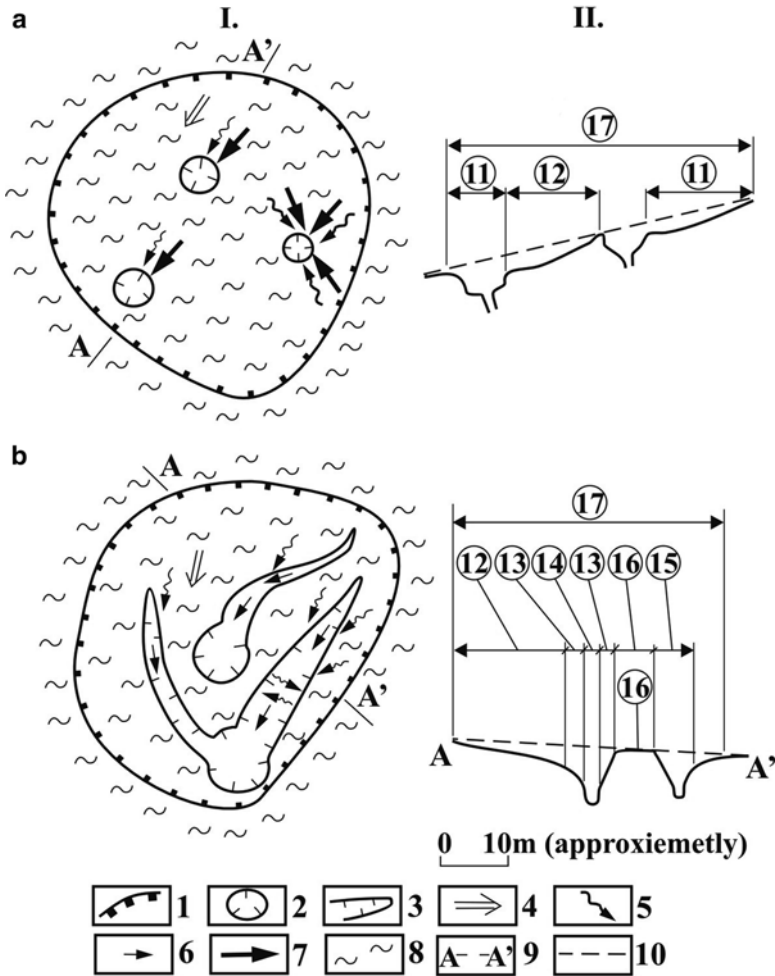 a I. II.
A'
17
11 12 11
A
b
A
17
12 13 14 13 16 15
A'
16
A A'
0 10m (approxiemetly)
1 2 3 4 5
6 7 8 A A' 9 10